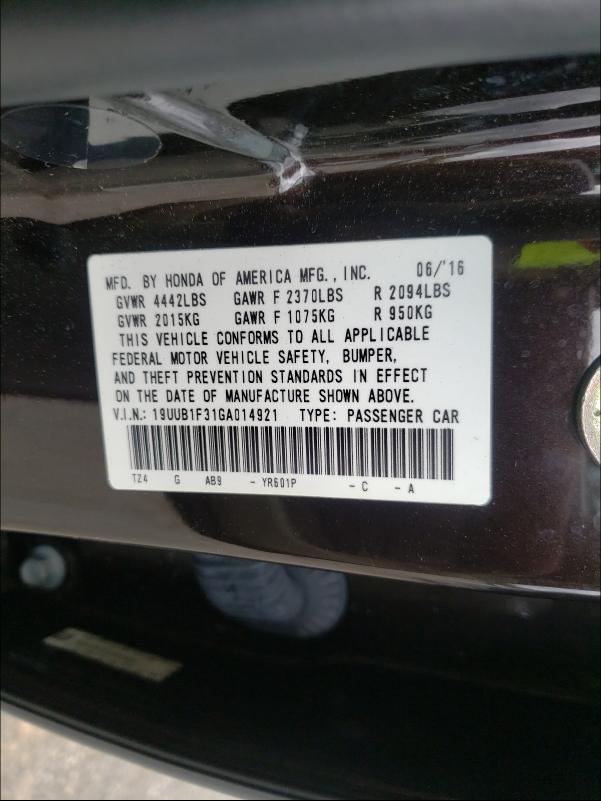 MFD. BY HONDA OF AMERICA MFG., INC. 06/'16
GVWR 4442LBS GAWR F 2370LBS R 2094LBS
GVWR 2015KG GAWR F 1075KG R 950KG
THIS VEHICLE CONFORMS TO ALL APPLICABLE
FEDERAL MOTOR VEHICLE SAFETY, BUMPER,
AND THEFT PREVENTION STANDARDS IN EFFECT
ON THE DATE OF MANUFACTURE SHOWN ABOVE.
V.I.N.: 19UUB1F31GA014921 TYPE: PASSENGER CAR
TZ4 G AB9 - YR601P - C - A